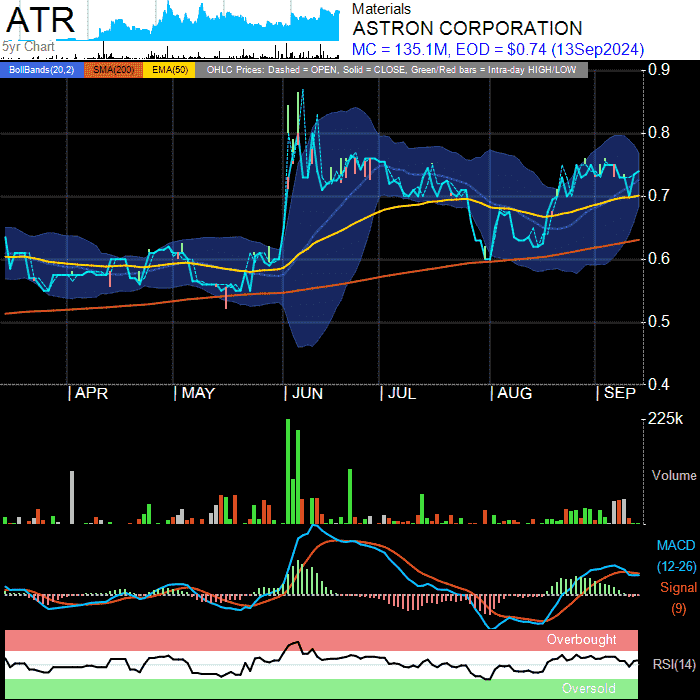 ATR
5yr Chart
Materials
ASTRON CORPORATION
MC = 135.1M, EOD = $0.74 (13Sep2024)
BollBands(20,2) SMA(200) EMA(50) OHLC Prices: Dashed = OPEN, Solid = CLOSE, Green/Red bars = Intra-day HIGH/LOW
0.9
0.8
0.7
0.6
0.5
0.4
| APR | MAY | JUN | JUL | AUG | SEP
225k
Volume
MACD
(12-26)
Signal
(9)
Overbought
RSI(14)
Oversold